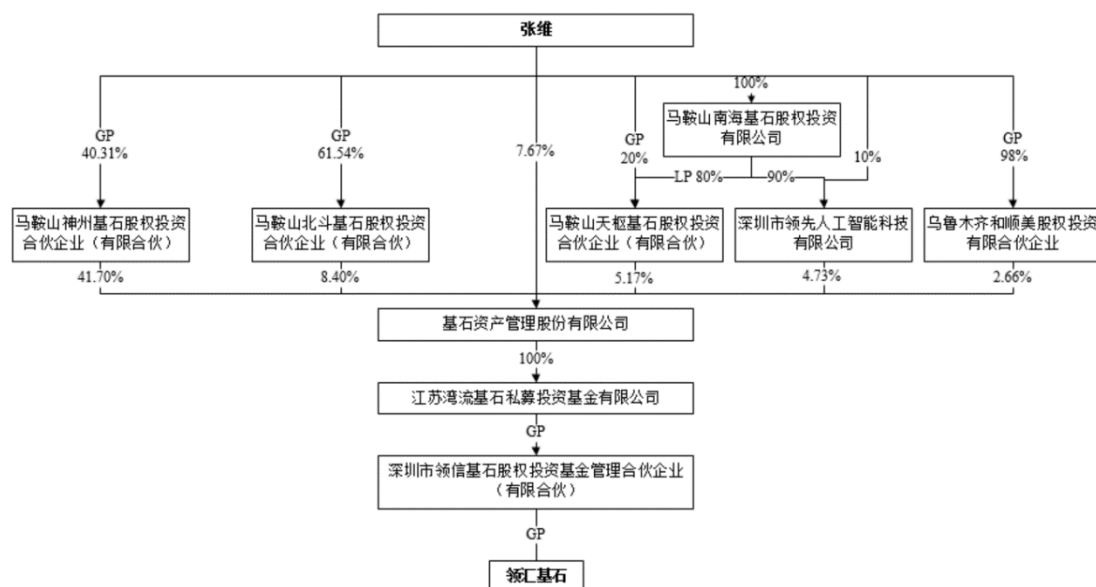 张维
100%
马鞍山南海基石股权投资
有限公司
GP
40.31%
GP
61.54%
7.67%
GP
20%
10%
GP
98%
LP 80%
90%
马鞍山神州基石股权投资
合伙企业（有限合伙）
马鞍山北斗基石股权投资
合伙企业（有限合伙）
马鞍山天枢基石股权投资
合伙企业（有限合伙）
深圳市领先人工智能科技
有限公司
乌鲁木齐和顺美股权投资
有限合伙企业
41.70%
8.40%
5.17%
4.73%
2.66%
基石资产管理股份有限公司
100%
江苏湾流基石私募投资基金有限公司
GP
深圳市领信基石股权投资基金管理合伙企业
（有限合伙）
GP
领汇基石